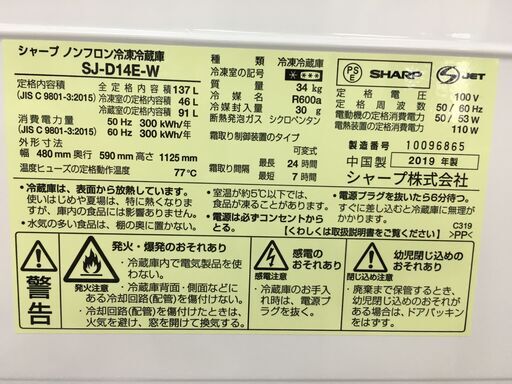 シャープ ノンフロン冷凍冷蔵庫
SJ-D14E-W
定格内容積
(JIS C 9801-3:2015)
全 定格内容積 137 L
冷凍室の定格内容積 46 L
冷蔵室の定格内容積 91 L
消費電力量
(JIS C 9801-3:2015)
50 Hz 300 kWh/年
60 Hz 300 kWh/年
外形寸法
幅 480 mm 奥行 590 mm 高さ 1125 mm
温度ヒューズの定格動作温度 77℃
種類 冷凍冷蔵庫
冷凍室の記号
質量 34 kg
冷媒 R600a
冷媒封入量 30 g
断熱発泡ガス シクロペンタン
霜取り制御装置のタイプ
可変式
霜取り間隔 最長 24 時間
最短 7 時間
PS
E
SHARP
S JET
定格電圧 100 V
定格周波数 50 / 60 Hz
電動機の定格消費電力 50 / 53 W
電熱装置の定格消費電力 110 W
製造番号 10096865
中国製 2019 年製
シャープ株式会社
・冷蔵庫は、表面から放熱しています。
使いはじめや夏場は、特に熱くなりますが、庫内の食品には影響ありません。
・水気の多い食品は、棚の奥に置かない。
・室温が約5℃以下では、食品が凍ることがあります。
・電源は必ずコンセントからとる。
・電源プラグを抜いたら6分待つ。
すぐに差し込むと冷蔵庫に無理がかかります。
【くわしくは取扱説明書をご覧ください】
C319
>PP<
警告
火気注意
発火・爆発のおそれあり
・冷蔵庫内で電気製品を使わない。
・冷蔵庫背面・側面などにある冷却回路(配管)を傷付けない。
・冷却回路(配管)を傷付けたときは、火気を避け、窓を開けて換気する。
感電注意
感電のおそれあり
・冷蔵庫のお手入れ時は、電源プラグを抜く。
閉じ込め注意
幼児閉じ込めのおそれあり
・廃棄まで保管するとき、幼児が閉じ込められるおそれがある場合は、ドアパッキンをはずす。